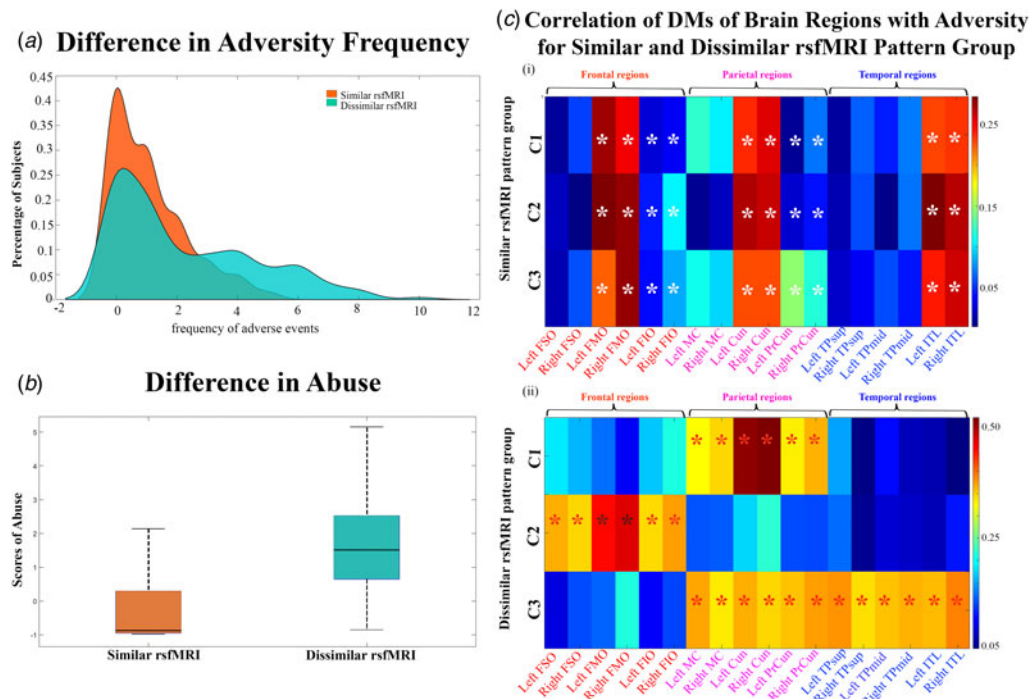 (a) Difference in Adversity Frequency
0.45
0.4
0.35
0.3
0.25
0.2
0.15
0.1
0.05
0
Percentage of Subjects
Similar rsfMRI
Dissimilar rsfMRI
-2 0 2 4 6 8 10 12
frequency of adverse events
(b) Difference in Abuse
5
4
3
2
1
0
-1
Scores of Abuse
Similar rsfMRI Dissimilar rsfMRI
(c) Correlation of DMs of Brain Regions with Adversity
for Similar and Dissimilar rsfMRI Pattern Group
(i)
Frontal regions Parietal regions Temporal regions
Similar rsfMRI pattern group
C1
* * * * * * * * * *
C2
* * * * * * * * * *
C3
* * * * * * * * * *
0.25
0.15
0.05
Left FSO Right FSO Left FMO Right FMO Left FIO Right FIO Left MC Right MC Left Cun Right Cun Left PrCun Right PrCun Left TPsup Right TPsup Left TPmid Right TPmid Left ITL Right ITL
(ii)
Frontal regions Parietal regions Temporal regions
Dissimilar rsfMRI pattern group
C1
* * * * * *
C2
* * * * * *
C3
* * * * * * * * * * * *
0.50
0.25
0.05
Left FSO Right FSO Left FMO Right FMO Left FIO Right FIO Left MC Right MC Left Cun Right Cun Left PrCun Right PrCun Left TPsup Right TPsup Left TPmid Right TPmid Left ITL Right ITL